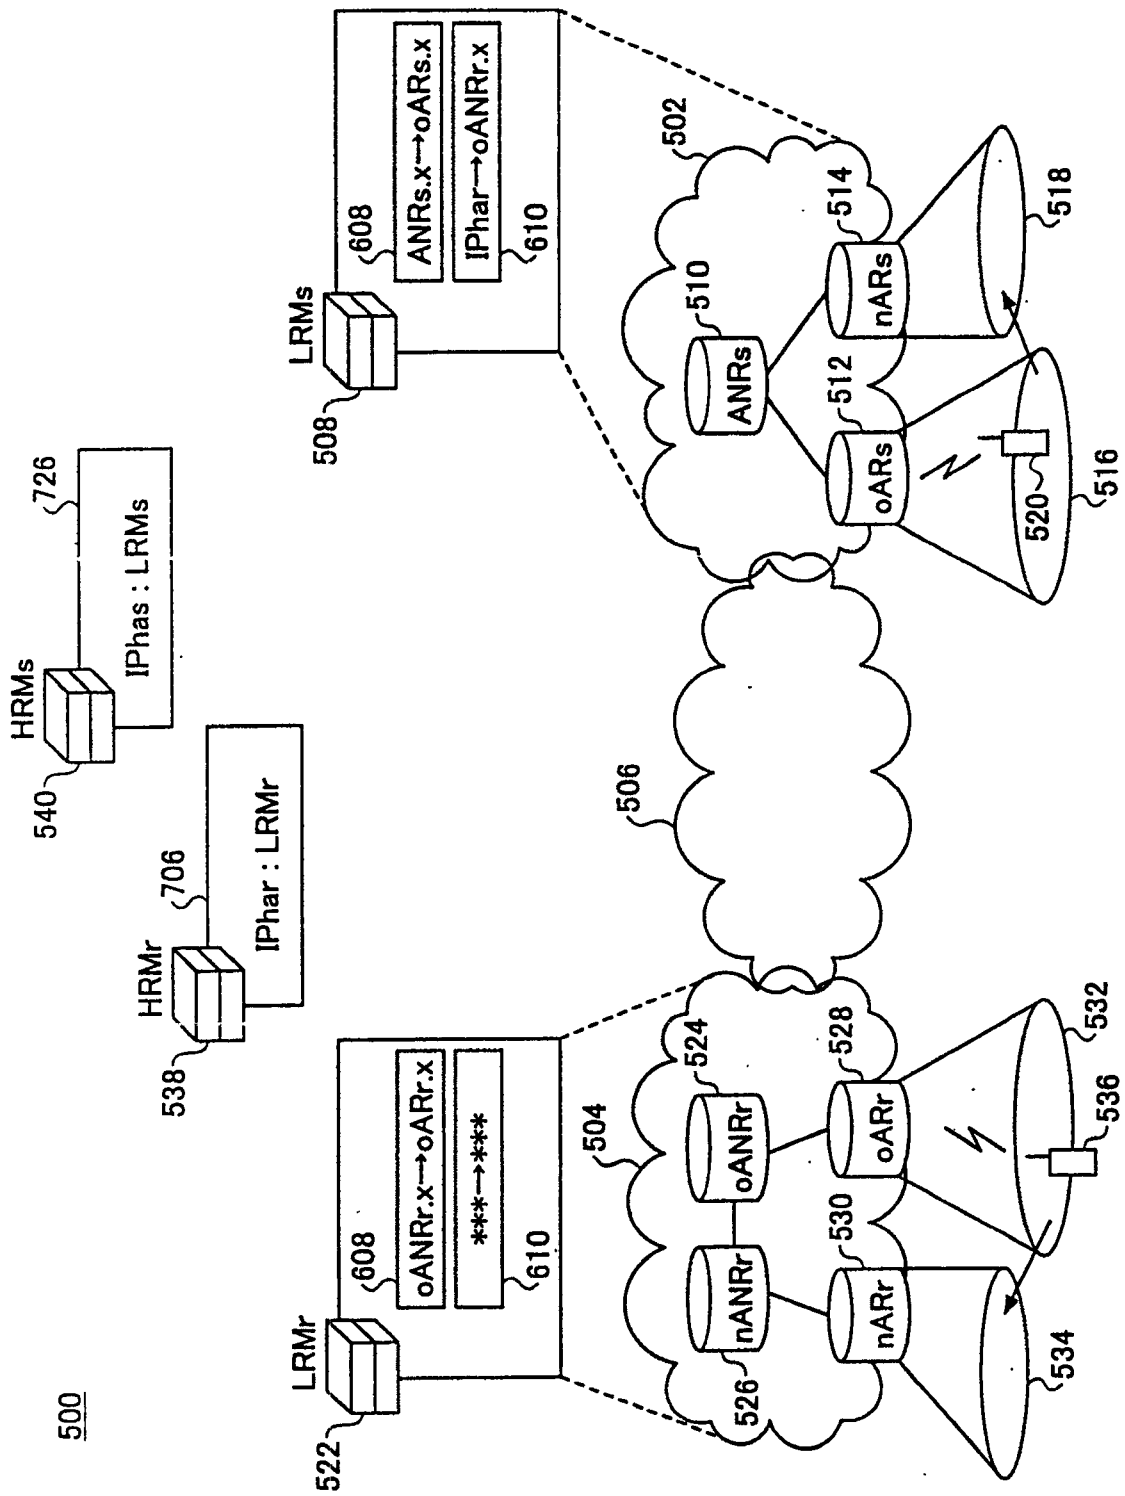 500
HRMs
540
726
IPhas : LRMs
HRMr
538
706
IPhar : LRMr
LRMr
522
608
oANRr.x→oARr.x
***→***
610
LRMs
508
608
ANRs.x→oARs.x
IPhar→oANRr.x
610
504
506
502
526
nANRr
oANRr
524
ANRs
510
nARr
530
oARr
528
oARs
512
nARs
514
534
532
536
520
516
518